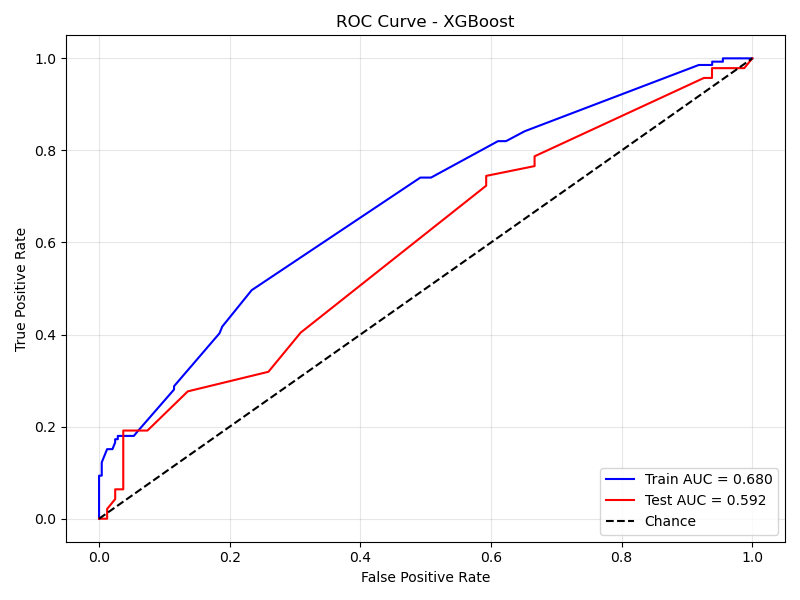 ROC Curve - XGBoost
True Positive Rate
1.0
0.8
0.6
0.4
0.2
0.0
0.0 0.2 0.4 0.6 0.8 1.0
False Positive Rate
Train AUC = 0.680
Test AUC = 0.592
Chance